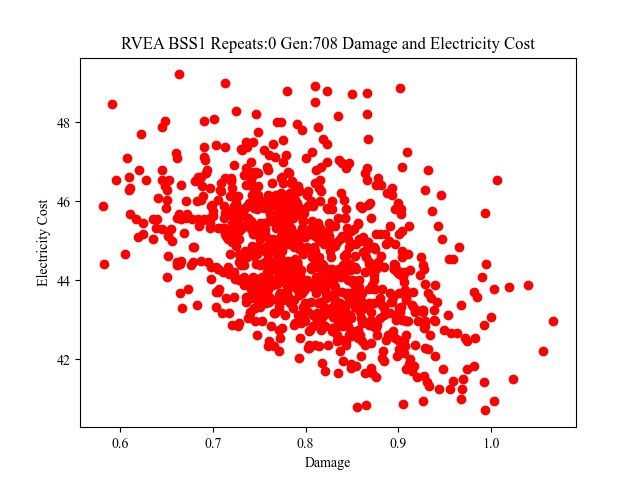 RVEA BSS1 Repeats:0 Gen:708 Damage and Electricity Cost
48
46
44
42
Electricity Cost
0.6 0.7 0.8 0.9 1.0
Damage